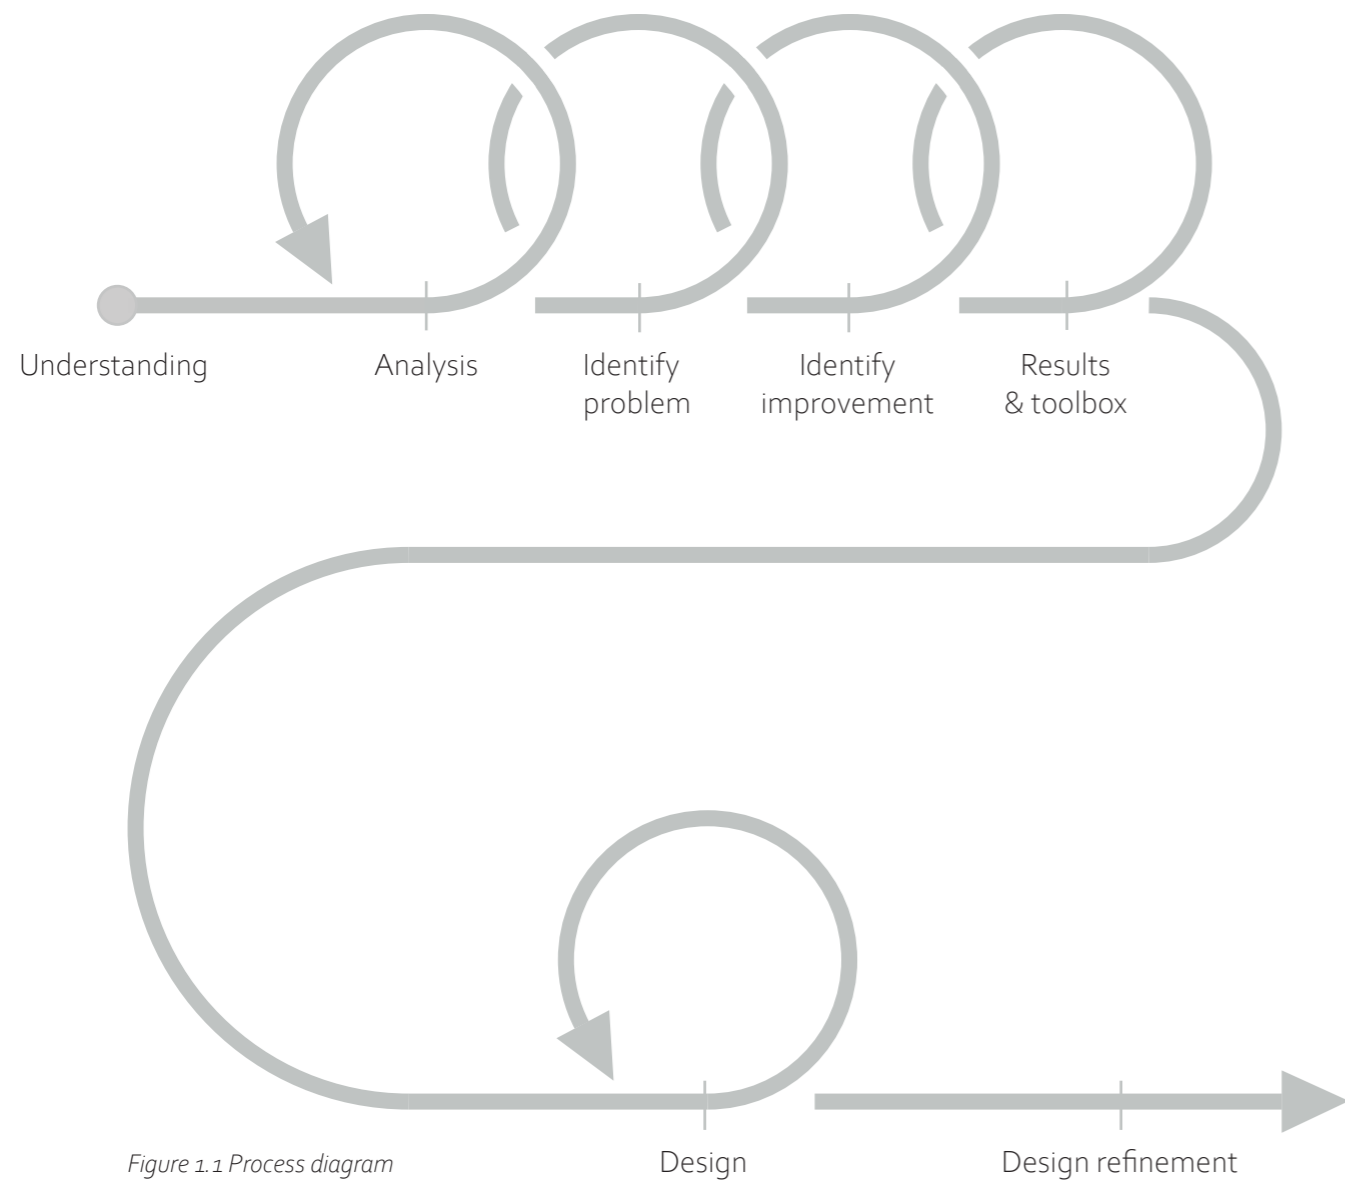 Understanding
Analysis
Identify
problem
Identify
improvement
Results
& toolbox
Design
Design refinement
Figure 1.1 Process diagram